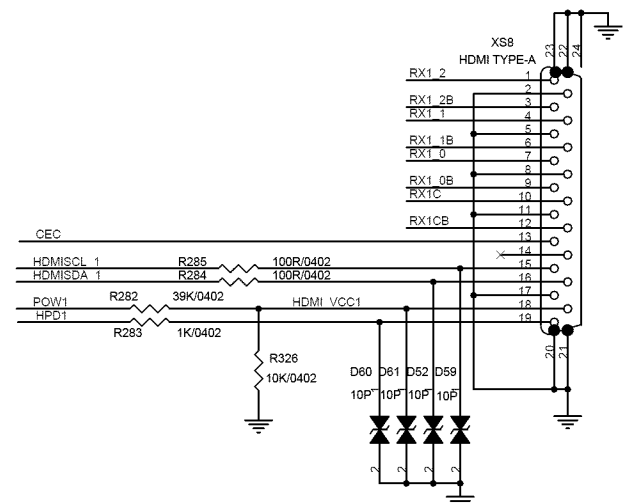 XS8
HDMI TYPE-A
23
22
24
RX1_2
1
2
RX1_2B
3
RX1_1
4
5
RX1_1B
6
RX1_0
7
8
RX1_0B
9
RX1C
10
11
RX1CB
12
CEC
13
14
HDMISCL_1
R285
100R/0402
15
HDMISDA_1
R284
100R/0402
16
17
R282
39K/0402
POW1
HDMI_VCC1
18
HPD1
19
R283
1K/0402
20
21
R326
10K/0402
D60
D61
D52
D59
10P
1
10P
1
10P
1
10P
1
2
2
2
2